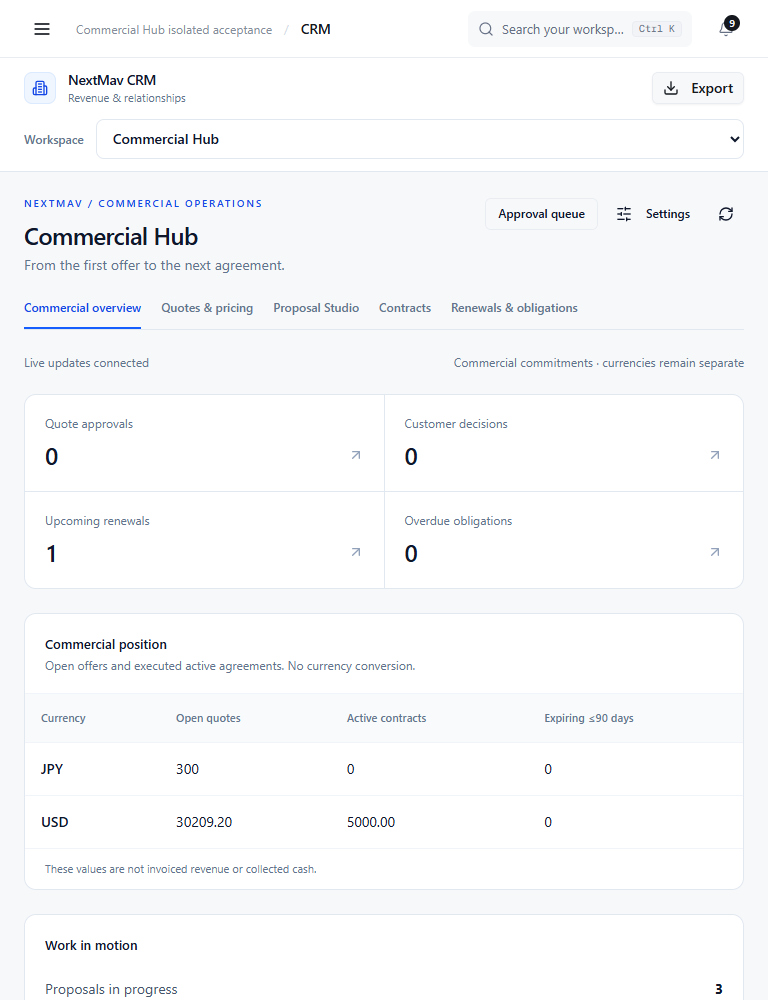 Commercial Hub isolated acceptance / CRM
Search your worksp... Ctrl K
9
NextMav CRM
Revenue & relationships
Export
Workspace
Commercial Hub
NEXTMAV / COMMERCIAL OPERATIONS
Commercial Hub
From the first offer to the next agreement.
Approval queue
Settings
Commercial overview
Quotes & pricing
Proposal Studio
Contracts
Renewals & obligations
Live updates connected
Commercial commitments · currencies remain separate
Quote approvals
0
Customer decisions
0
Upcoming renewals
1
Overdue obligations
0
Commercial position
Open offers and executed active agreements. No currency conversion.
Currency Open quotes Active contracts Expiring ≤90 days
JPY 300 0 0
USD 30209.20 5000.00 0
These values are not invoiced revenue or collected cash.
Work in motion
Proposals in progress 3